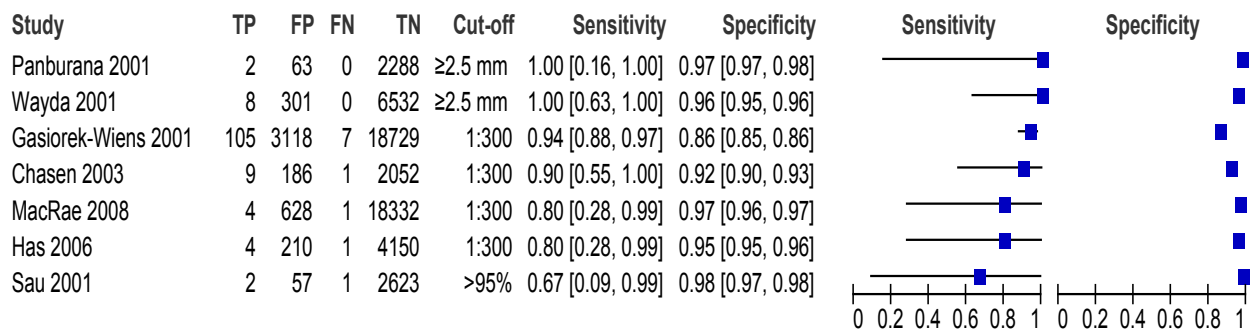 Study TP FP FN TN Cut-off Sensitivity Specificity Sensitivity Specificity
Panburana 2001 2 63 0 2288 ≥2.5 mm 1.00 [0.16, 1.00] 0.97 [0.97, 0.98]
Wayda 2001 8 301 0 6532 ≥2.5 mm 1.00 [0.63, 1.00] 0.96 [0.95, 0.96]
Gasiorek-Wiens 2001 105 3118 7 18729 1:300 0.94 [0.88, 0.97] 0.86 [0.85, 0.86]
Chasen 2003 9 186 1 2052 1:300 0.90 [0.55, 1.00] 0.92 [0.90, 0.93]
MacRae 2008 4 628 1 18332 1:300 0.80 [0.28, 0.99] 0.97 [0.96, 0.97]
Has 2006 4 210 1 4150 1:300 0.80 [0.28, 0.99] 0.95 [0.95, 0.96]
Sau 2001 2 57 1 2623 >95% 0.67 [0.09, 0.99] 0.98 [0.97, 0.98]
0 0.2 0.4 0.6 0.8 1 0 0.2 0.4 0.6 0.8 1